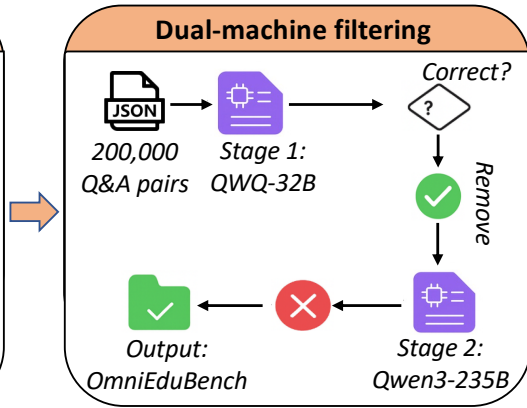 Dual-machine filtering
Correct?
JSON
?
200,000
Q&A pairs
Stage 1:
QWQ-32B
Remove
Output:
OmniEduBench
Stage 2:
Qwen3-235B